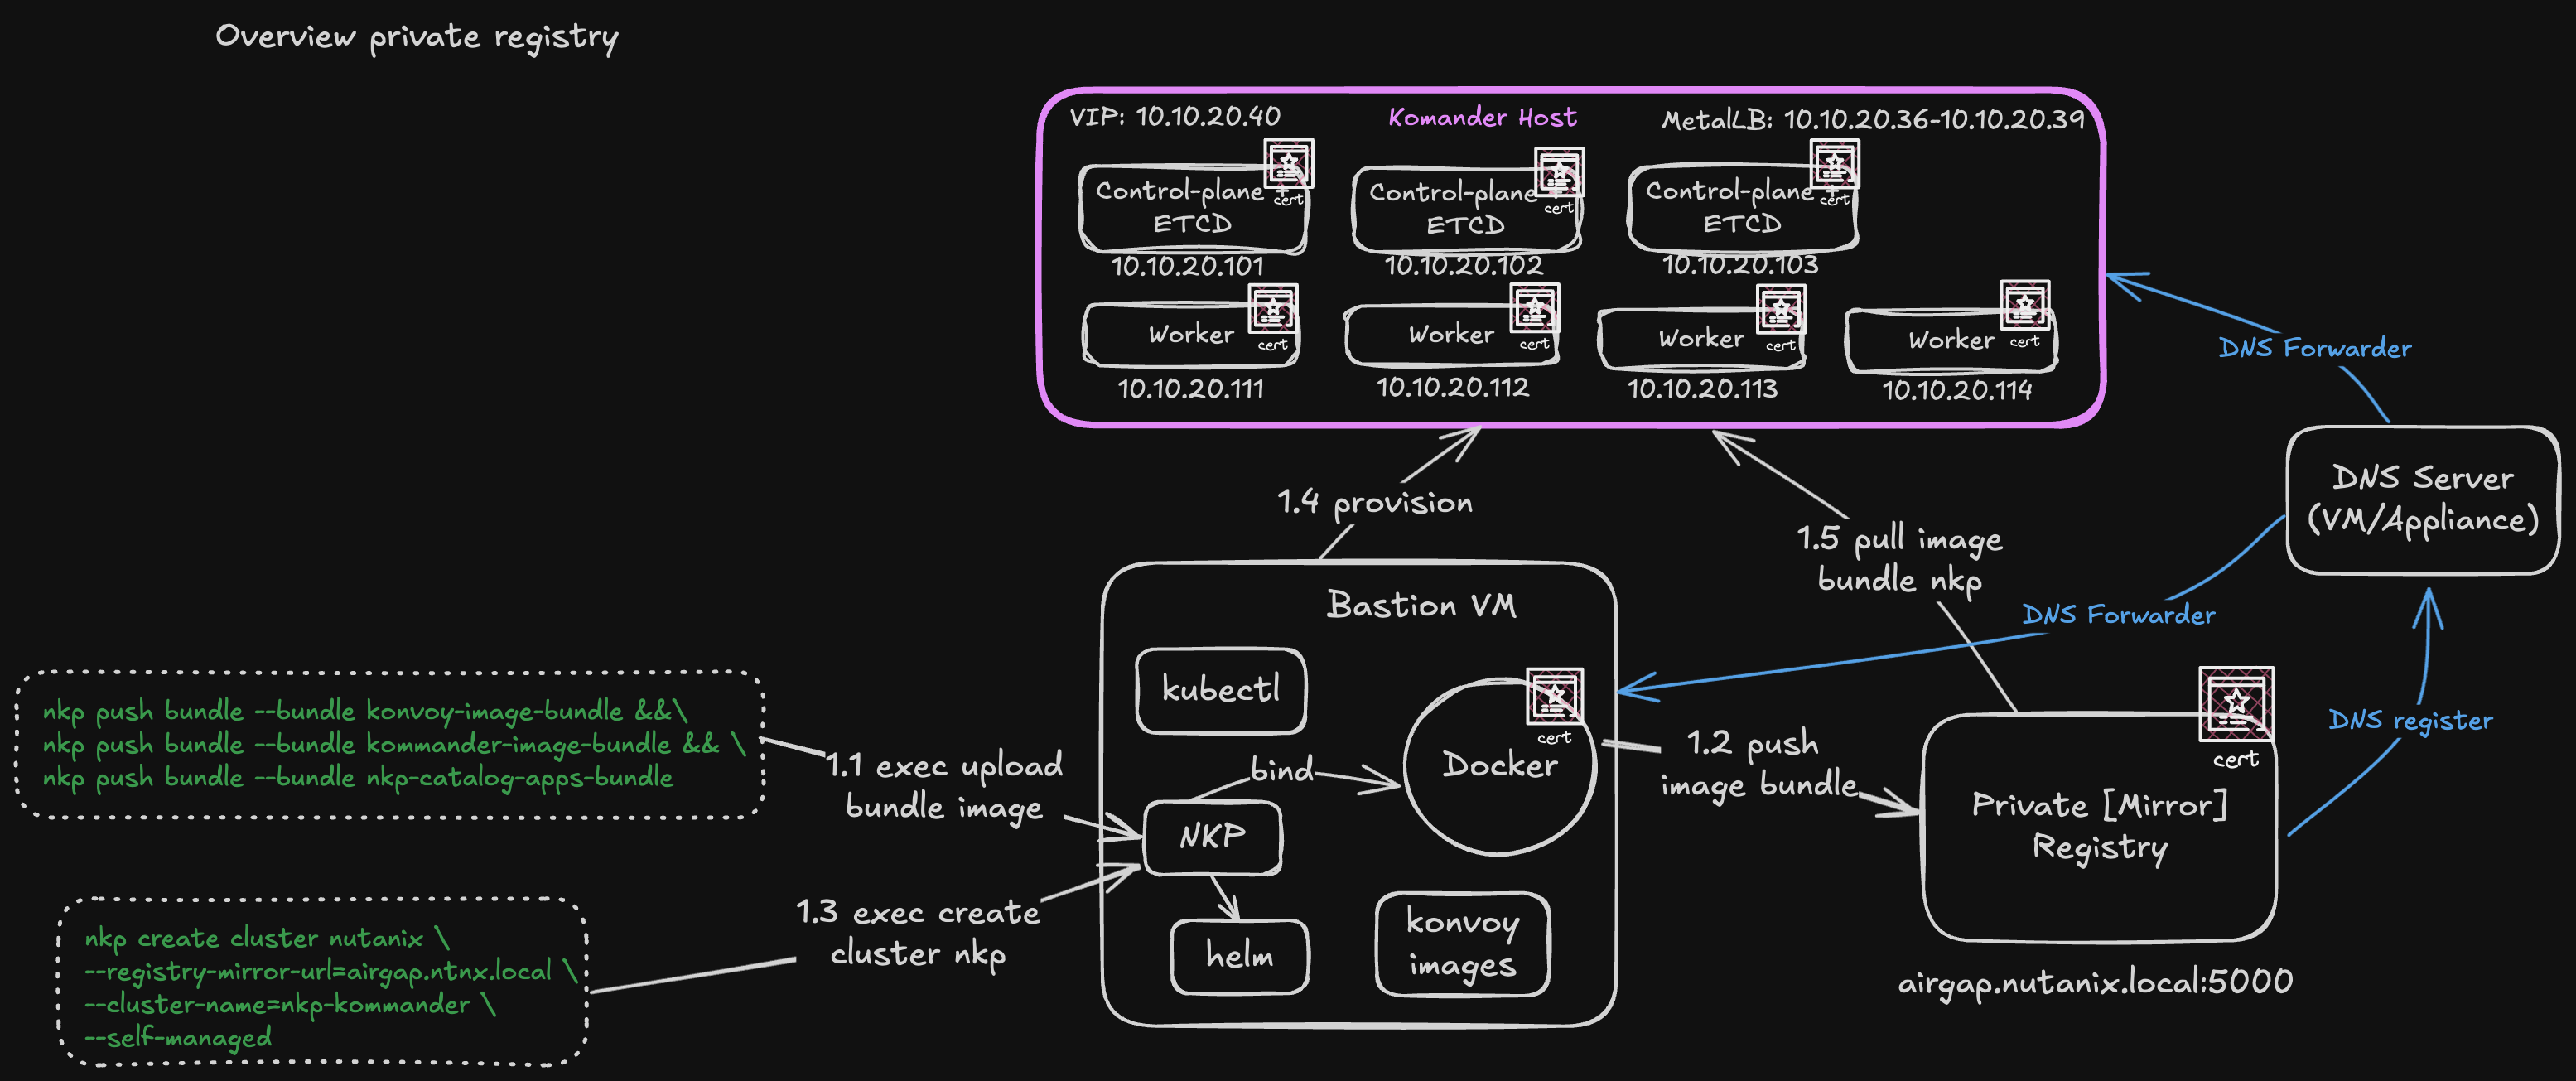 Overview private registry
VIP: 10.10.20.40
Komander Host
MetalLB: 10.10.20.36-10.10.20.39
Control-plane +
ETCD
cert
10.10.20.101
Control-plane +
ETCD
cert
10.10.20.102
Control-plane +
ETCD
cert
10.10.20.103
Worker
cert
10.10.20.111
Worker
cert
10.10.20.112
Worker
cert
10.10.20.113
Worker
cert
10.10.20.114
DNS Forwarder
DNS Server
(VM/Appliance)
1.4 provision
1.5 pull image
bundle nkp
DNS Forwarder
DNS register
Bastion VM
kubectl
bind
Docker
cert
NKP
helm
konvoy
images
nkp push bundle --bundle konvoy-image-bundle &&\
nkp push bundle --bundle kommander-image-bundle && \
nkp push bundle --bundle nkp-catalog-apps-bundle
1.1 exec upload
bundle image
1.2 push
image bundle
cert
Private [Mirror]
Registry
airgap.nutanix.local:5000
1.3 exec create
cluster nkp
nkp create cluster nutanix \
--registry-mirror-url=airgap.ntnx.local \
--cluster-name=nkp-kommander \
--self-managed